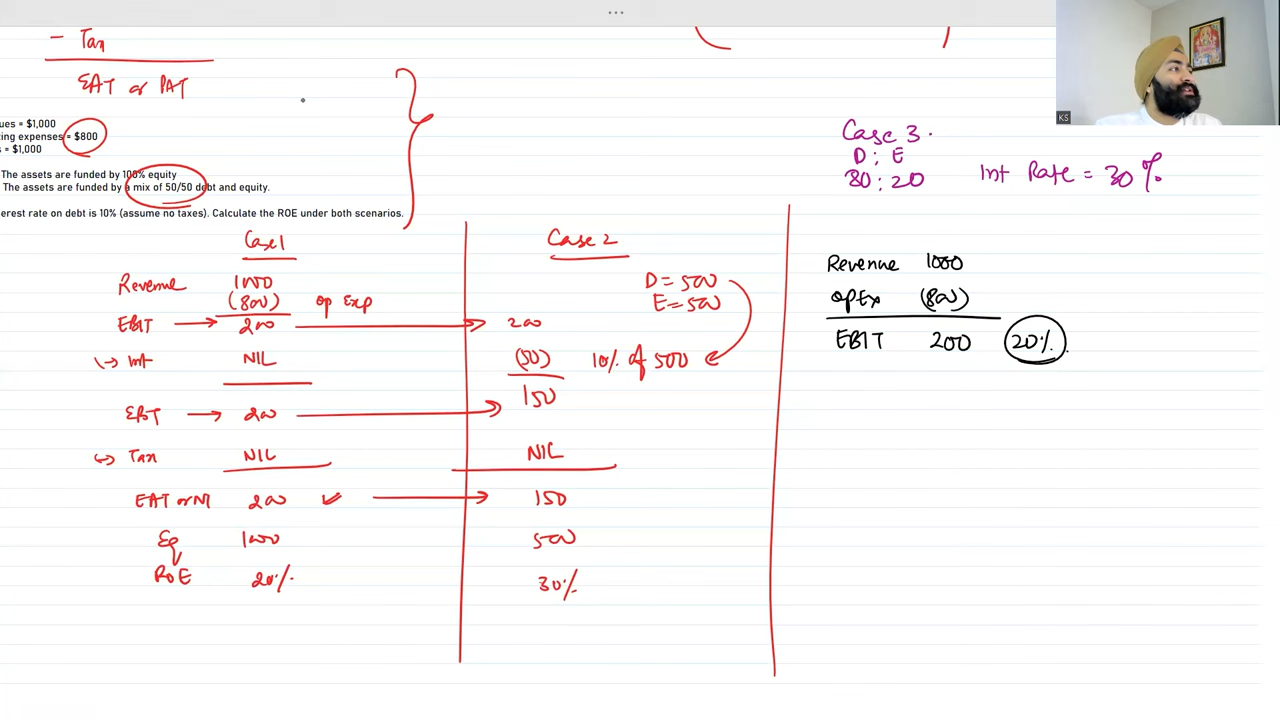 - Tax
EAT or PAT
ues = $1,000
ting expenses = $800
s = $1,000
The assets are funded by 100% equity
The assets are funded by a mix of 50/50 debt and equity.
erest rate on debt is 10% (assume no taxes). Calculate the ROE under both scenarios.
Case 1
Revenue 1000
(800) Op Exp
EBIT → 200
(-) Int NIL
EBT → 200
(-) Tax NIL
EAT or NI 200 ✓
Eq 1000
ROE 20%
Case 2
D = 500
E = 500
200
(50) 10% of 500
150
NIL
150
500
30%
Case 3.
D : E
80 : 20
Int Rate = 30%
Revenue 1000
OpEx (800)
EBIT 200 20%
KS